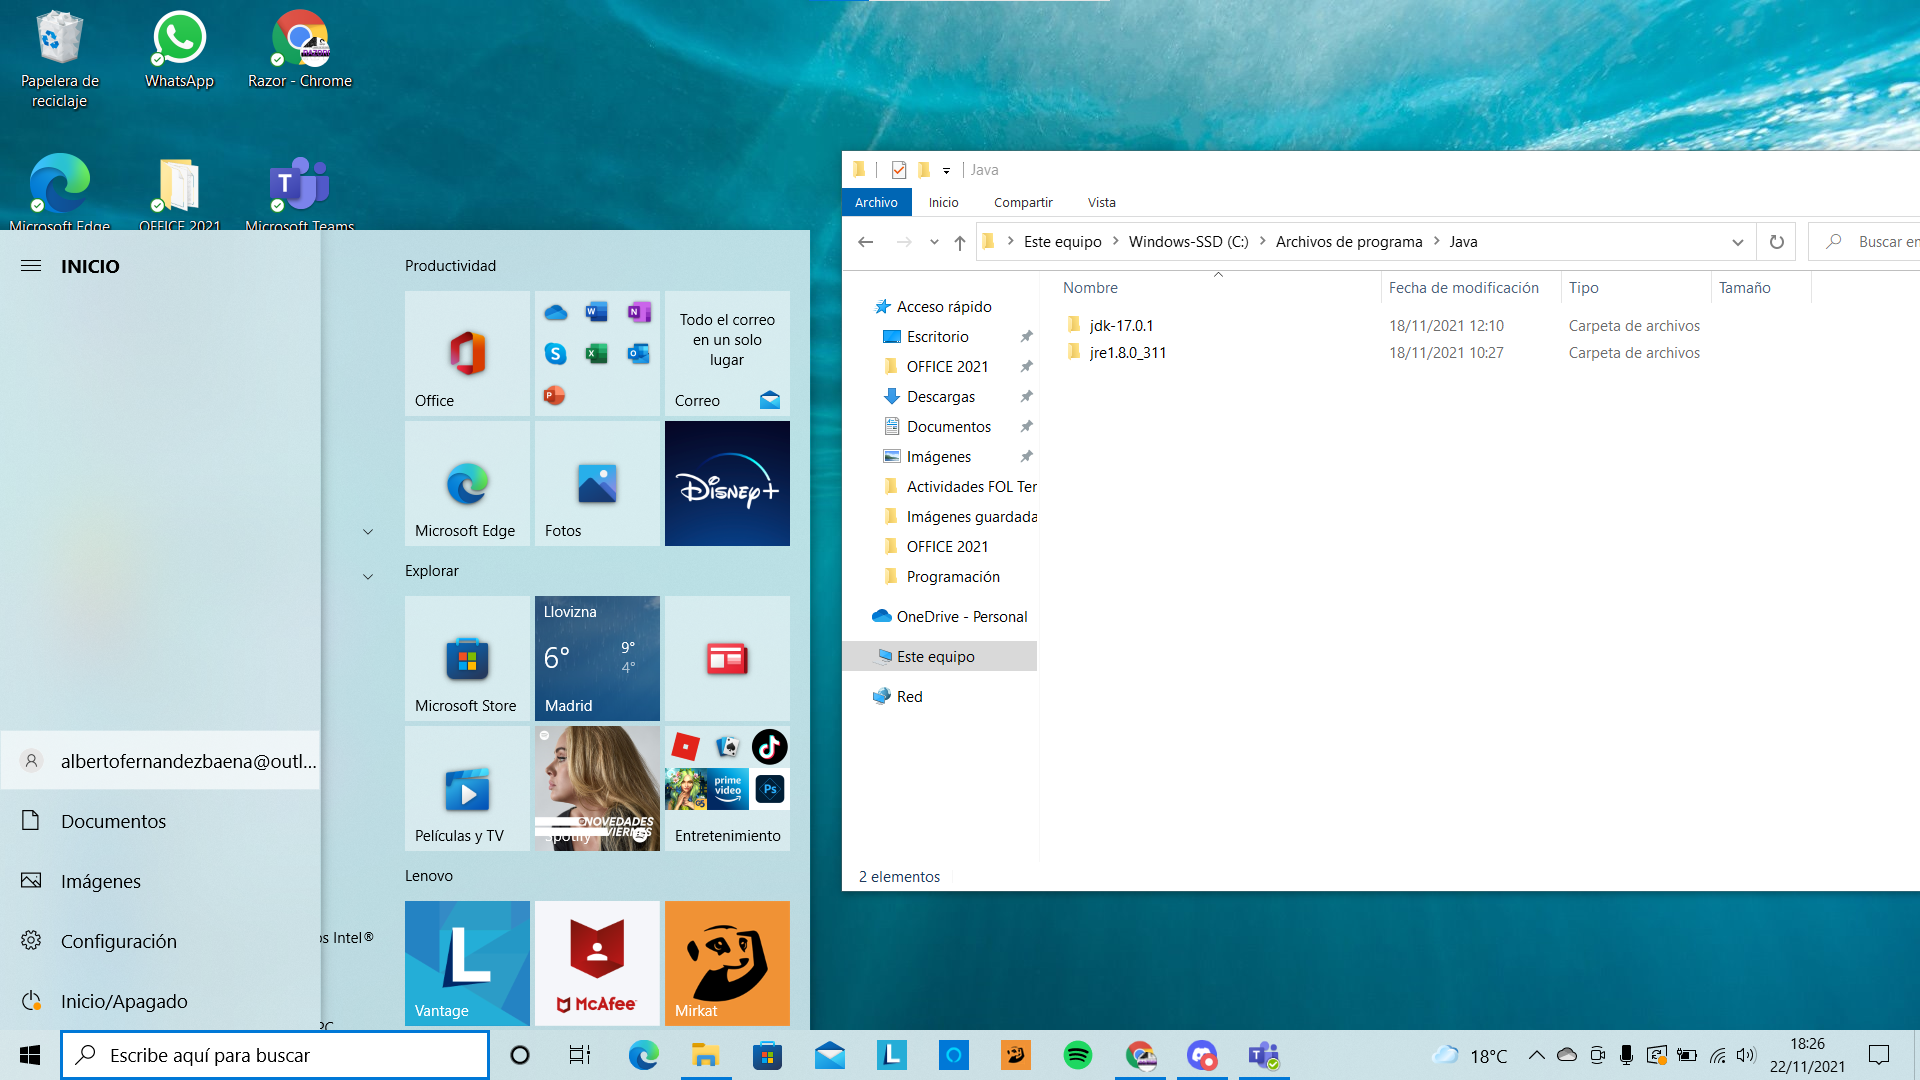 Papelera de
reciclaje
WhatsApp
Razor - Chrome
Microsoft Edge
OFFICE 2021
Microsoft Teams
INICIO
albertofernandezbaena@outl...
Documentos
Imágenes
Configuración
Inicio/Apagado
os Intel®
PC
Productividad
Office
Todo el correo
en un solo
lugar
Correo
Microsoft Edge
Fotos
Disney+
Explorar
Microsoft Store
Llovizna
6°
9°
4°
Madrid
Películas y TV
NOVEDADES
VIERNES
Spotify
prime
video
Ps
Entretenimiento
Lenovo
L
Vantage
McAfee
Mirkat
Java
Archivo
Inicio
Compartir
Vista
Este equipo
Windows-SSD (C:)
Archivos de programa
Java
Buscar en
Acceso rápido
Escritorio
OFFICE 2021
Descargas
Documentos
Imágenes
Actividades FOL Ter
Imágenes guardada
OFFICE 2021
Programación
OneDrive - Personal
Este equipo
Red
Nombre
Fecha de modificación
Tipo
Tamaño
jdk-17.0.1
18/11/2021 12:10
Carpeta de archivos
jre1.8.0_311
18/11/2021 10:27
Carpeta de archivos
2 elementos
Escribe aquí para buscar
18°C
18:26
22/11/2021